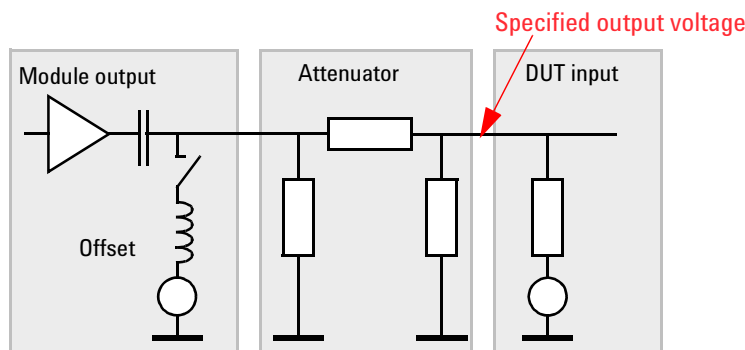 Specified output voltage
Module output
Attenuator
DUT input
Offset